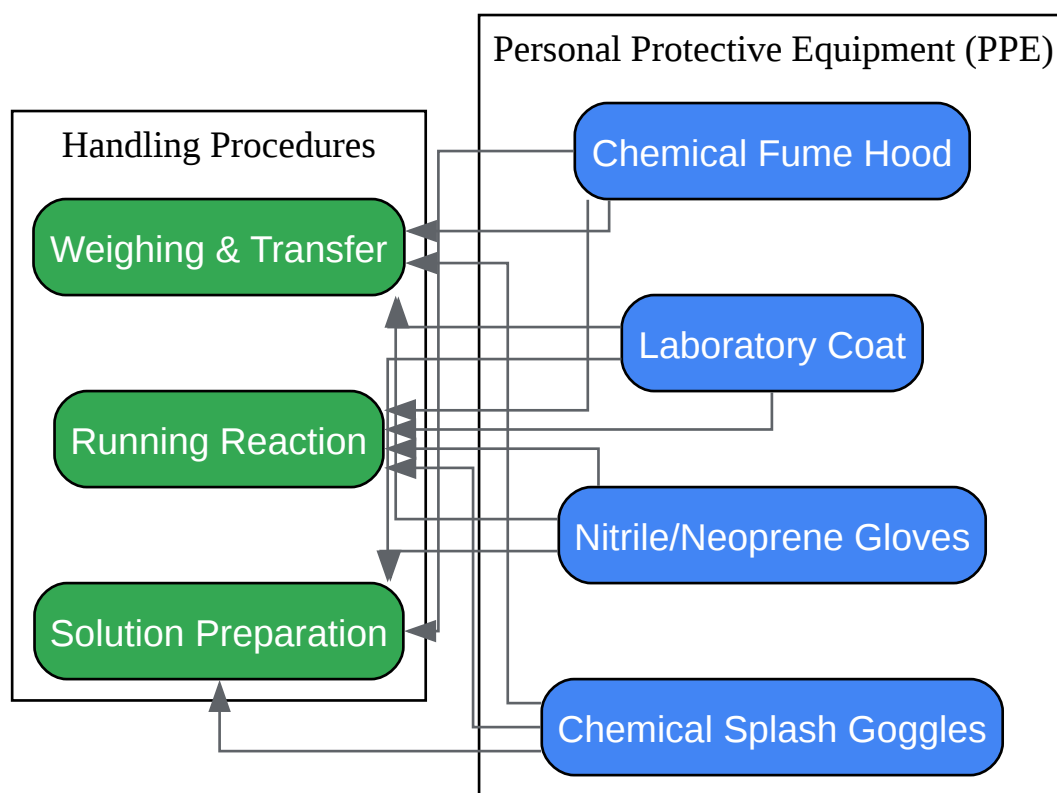 Personal Protective Equipment (PPE)
Handling Procedures
Chemical Fume Hood
Weighing & Transfer
Laboratory Coat
Running Reaction
Nitrile/Neoprene Gloves
Solution Preparation
Chemical Splash Goggles